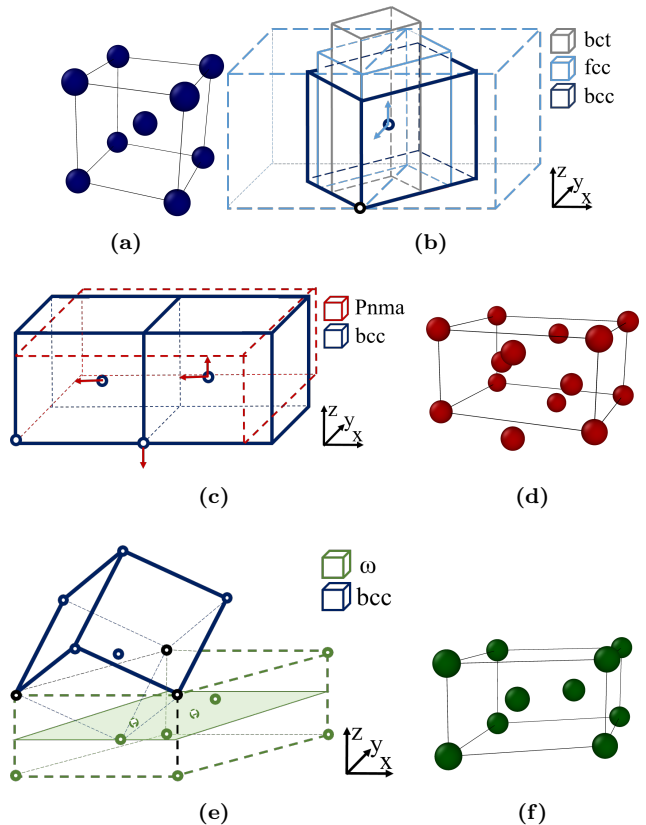 bct
fcc
bcc
z
y
x
(a)
(b)
Pnma
bcc
z
y
x
(c)
(d)
ω
bcc
z
y
x
(e)
(f)